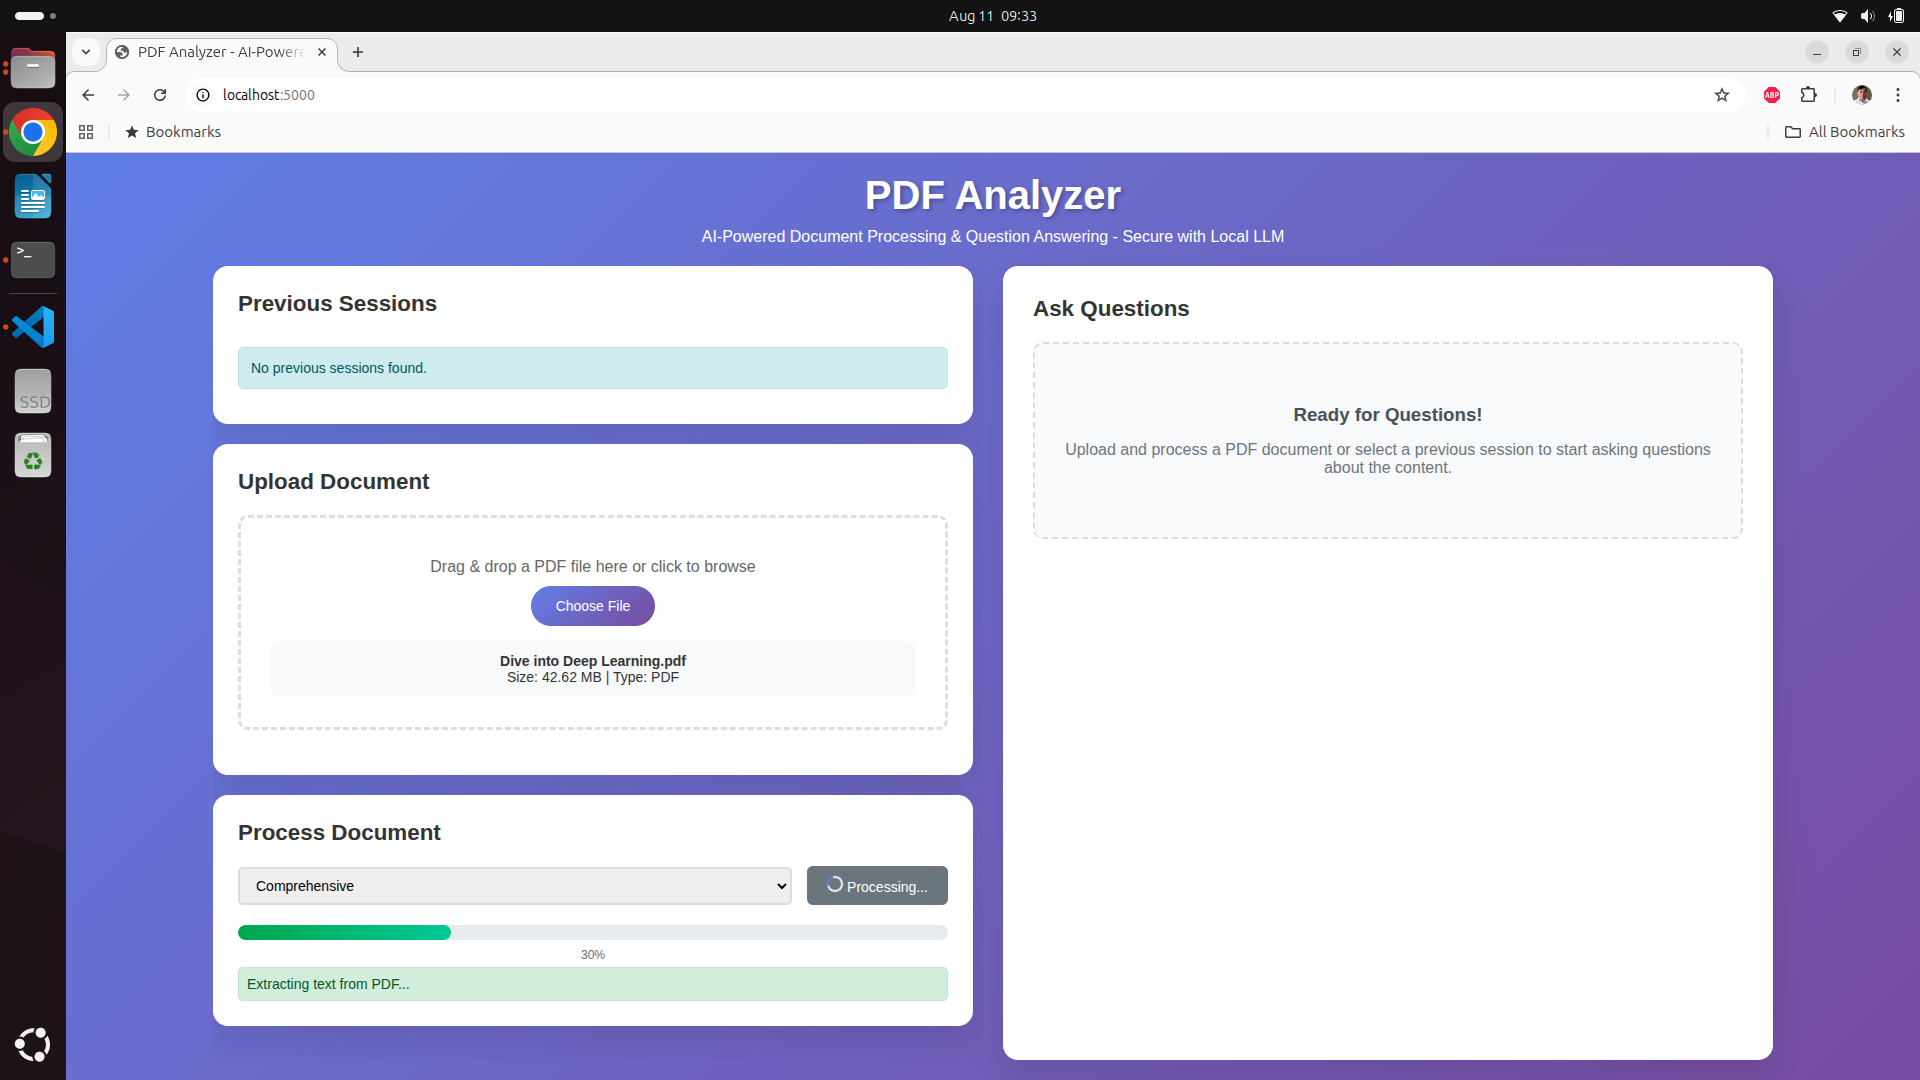 Aug 11 09:33
PDF Analyzer - AI-Powere
localhost:5000
ABP
Bookmarks
All Bookmarks
>_
SSD
PDF Analyzer
AI-Powered Document Processing & Question Answering - Secure with Local LLM
Previous Sessions
No previous sessions found.
Upload Document
Drag & drop a PDF file here or click to browse
Choose File
Dive into Deep Learning.pdf
Size: 42.62 MB | Type: PDF
Process Document
Comprehensive
Processing...
30%
Extracting text from PDF...
Ask Questions
Ready for Questions!
Upload and process a PDF document or select a previous session to start asking questions
about the content.